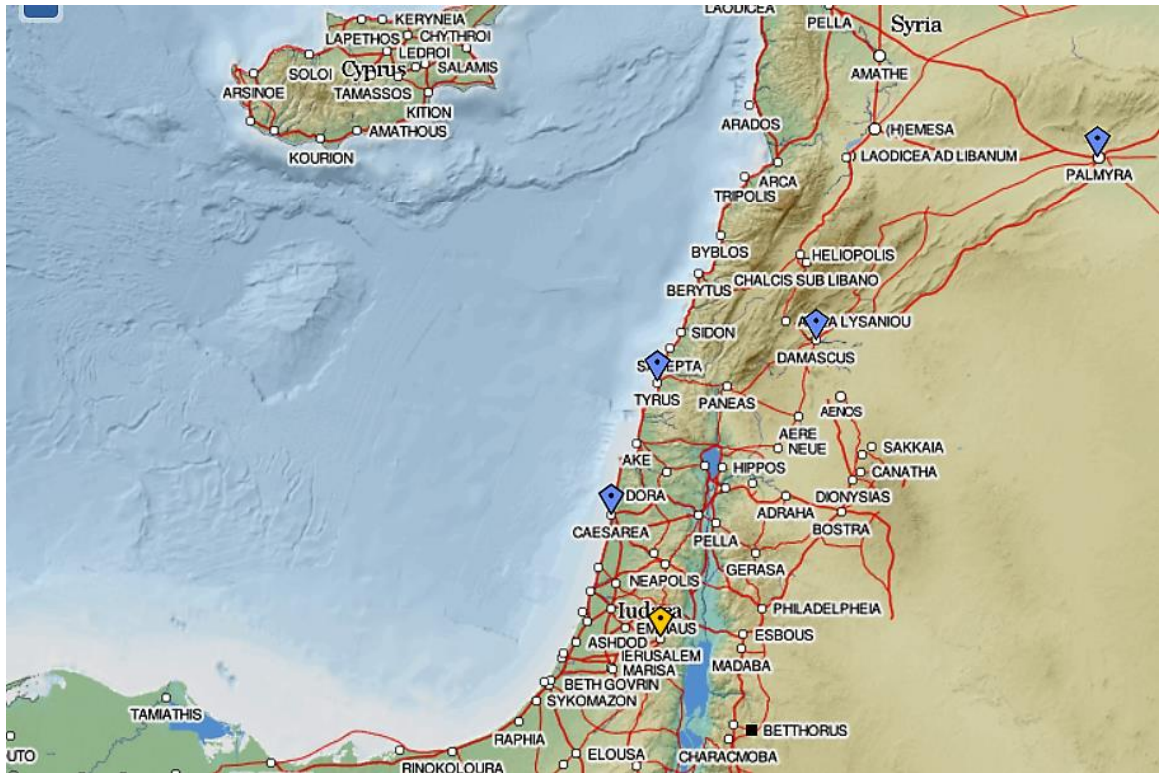 LAODICEA
PELLA
Syria
KERYNEIA
LAPETHOS
CHYTHROI
LEDROI
SOLOI
Cyprus
SALAMIS
ARSINOE
TAMASSOS
KITION
AMATHOUS
KOURION
AMATHE
ARADOS
(H)EMESA
LAODICEA AD LIBANUM
PALMYRA
ARCA
TRIPOLIS
BYBLOS
HELIOPOLIS
CHALCIS SUB LIBANO
BERYTUS
SIDON
LYSANIOU
DAMASCUS
TYRUS
PANEAS
AENOS
AERE
NEUE
SAKKAIA
AKE
HIPPOS
CANATHA
DORA
DIONYSIAS
ADRAHA
CAESAREA
PELLA
BOSTRA
GERASA
NEAPOLIS
PHILADELPHEIA
ESBOUS
ASHDOD
IERUSALEM
MADABA
MARISA
BETH GOVRIN
SYKOMAZON
TAMIATHIS
RAPHIA
BETTHORUS
ELOUSA
CHARACMOBA
RINOKOLOURA